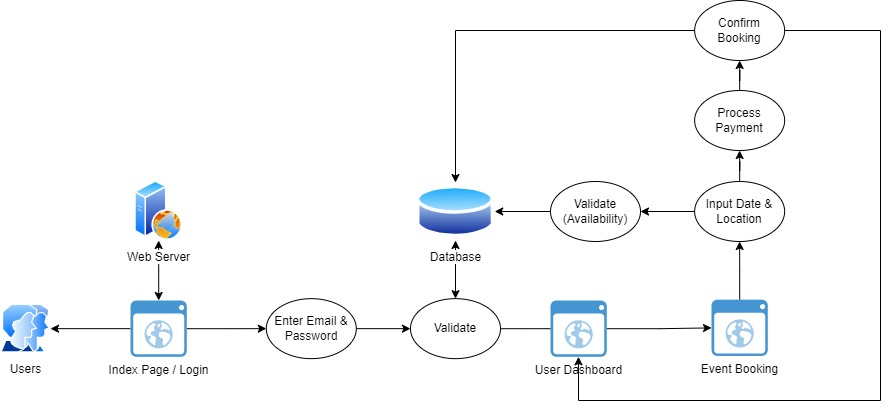 Confirm
Booking
Process
Payment
Validate
(Availability)
Input Date &
Location
Web Server
Database
Enter Email &
Password
Validate
Users
Index Page / Login
User Dashboard
Event Booking